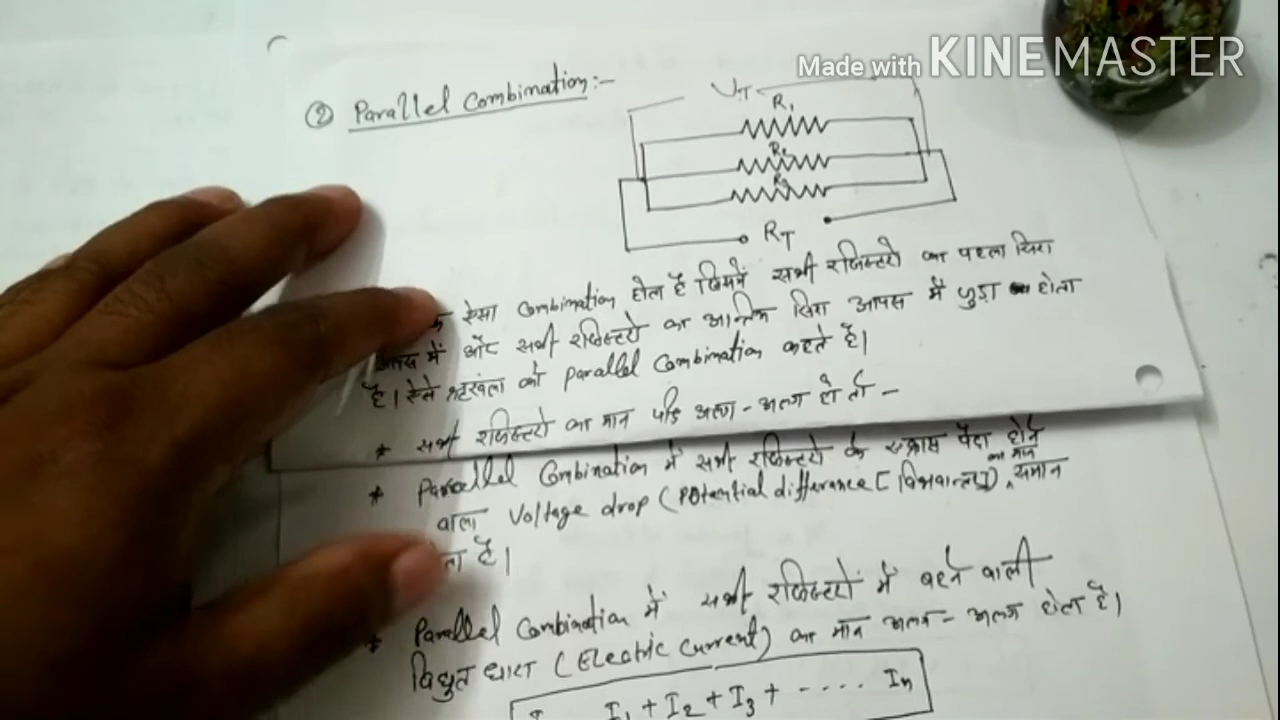 Made with KINEMASTER
② Parallel Combination:-
VT
R1
R2
R3
RT
ऐसा Combination होता है जिसमें सभी रजिस्टरो का पहला सिरा
आपस में और सभी रजिस्टरो का अन्तिम सिरा आपस में जुड़ा होता
है। ऐसे श्रृंखला को Parallel Combination कहते है।
* सभी रजिस्टरो का मान यदि अलग-अलग हो तो -
* Parallel Combination में सभी रजिस्टरो के एक्रास पैदा होने
वाला Voltage drop (Potential difference [विभवान्तर]) का मान समान
है।
* Parallel Combination में सभी रजिस्टरों में बहने वाली
विधुत धारा (Electric Current) का मान अलग-अलग होता है।
I1 + I2 + I3 + ..... In